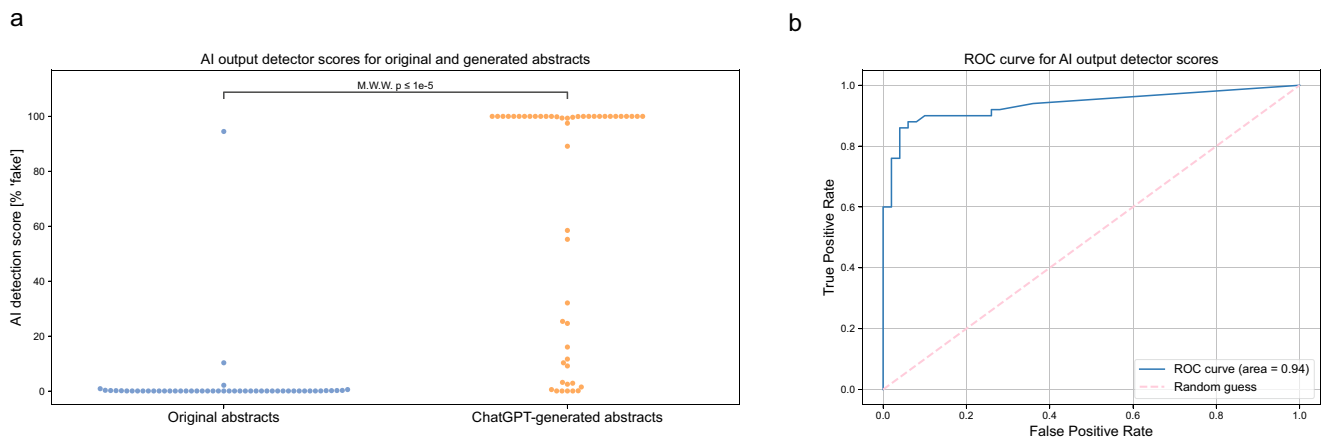 a
AI output detector scores for original and generated abstracts
M.W.W. p ≤ 1e-5
AI detection score [% 'fake']
100
80
60
40
20
0
Original abstracts
ChatGPT-generated abstracts
b
ROC curve for AI output detector scores
True Positive Rate
1.0
0.8
0.6
0.4
0.2
0.0
ROC curve (area = 0.94)
Random guess
0.0
0.2
0.4
0.6
0.8
1.0
False Positive Rate